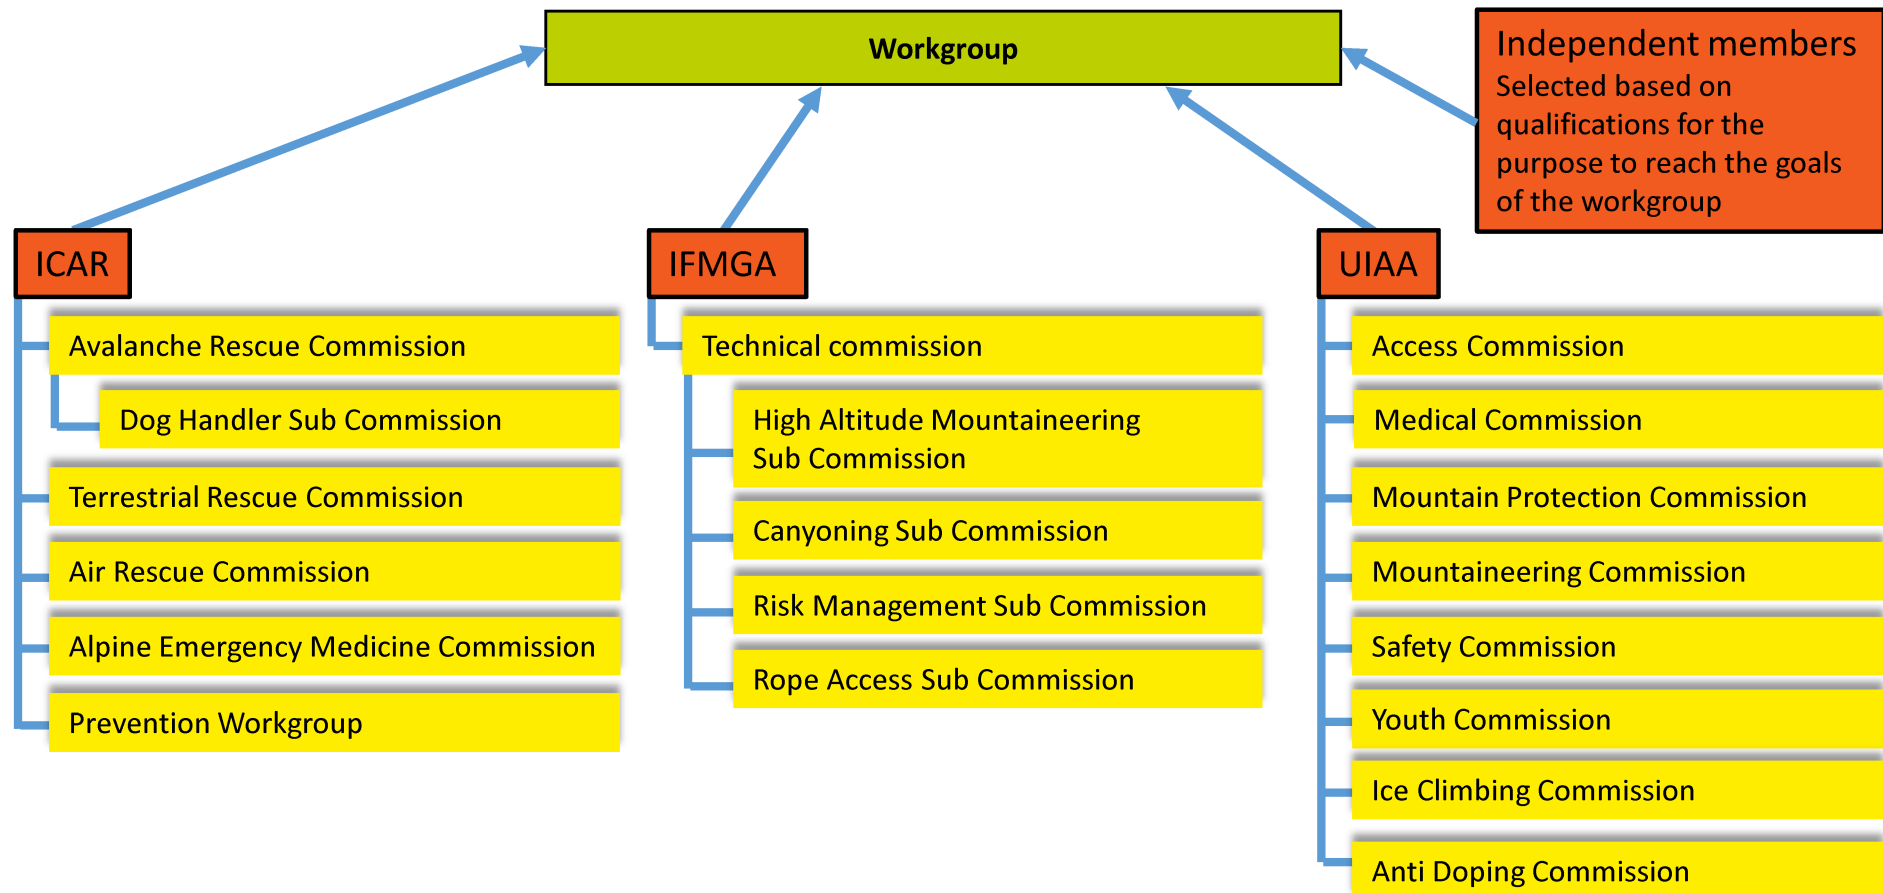 Workgroup
Independent members
Selected based on
qualifications for the
purpose to reach the goals
of the workgroup
ICAR
Avalanche Rescue Commission
Dog Handler Sub Commission
Terrestrial Rescue Commission
Air Rescue Commission
Alpine Emergency Medicine Commission
Prevention Workgroup
IFMGA
Technical commission
High Altitude Mountaineering
Sub Commission
Canyoning Sub Commission
Risk Management Sub Commission
Rope Access Sub Commission
UIAA
Access Commission
Medical Commission
Mountain Protection Commission
Mountaineering Commission
Safety Commission
Youth Commission
Ice Climbing Commission
Anti Doping Commission